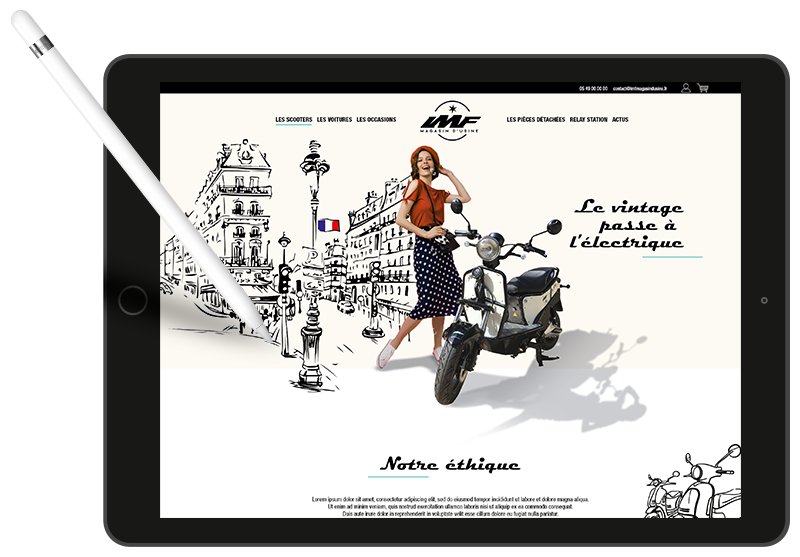 05 49 00 00 00 contact@imfmagasindusine.fr
LES SCOOTERS LES VOITURES LES OCCASIONS
IMF
MAGASIN D'USINE
LES PIÈCES DÉTACHÉES RELAY STATION ACTUS
Le vintage
passe à
l'électrique
Notre éthique
Lorem ipsum dolor sit amet, consectetur adipiscing elit, sed do eiusmod tempor incididunt ut labore et dolore magna aliqua.
Ut enim ad minim veniam, quis nostrud exercitation ullamco laboris nisi ut aliquip ex ea commodo consequat.
Duis aute irure dolor in reprehenderit in voluptate velit esse cillum dolore eu fugiat nulla pariatur.